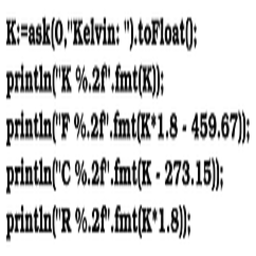 K:=ask(0,"Kelvin: ").toFloat();
println("K %.2f".fmt(K));
println("F %.2f".fmt(K*1.8 - 459.67));
println("C %.2f".fmt(K - 273.15));
println("R %.2f".fmt(K*1.8));